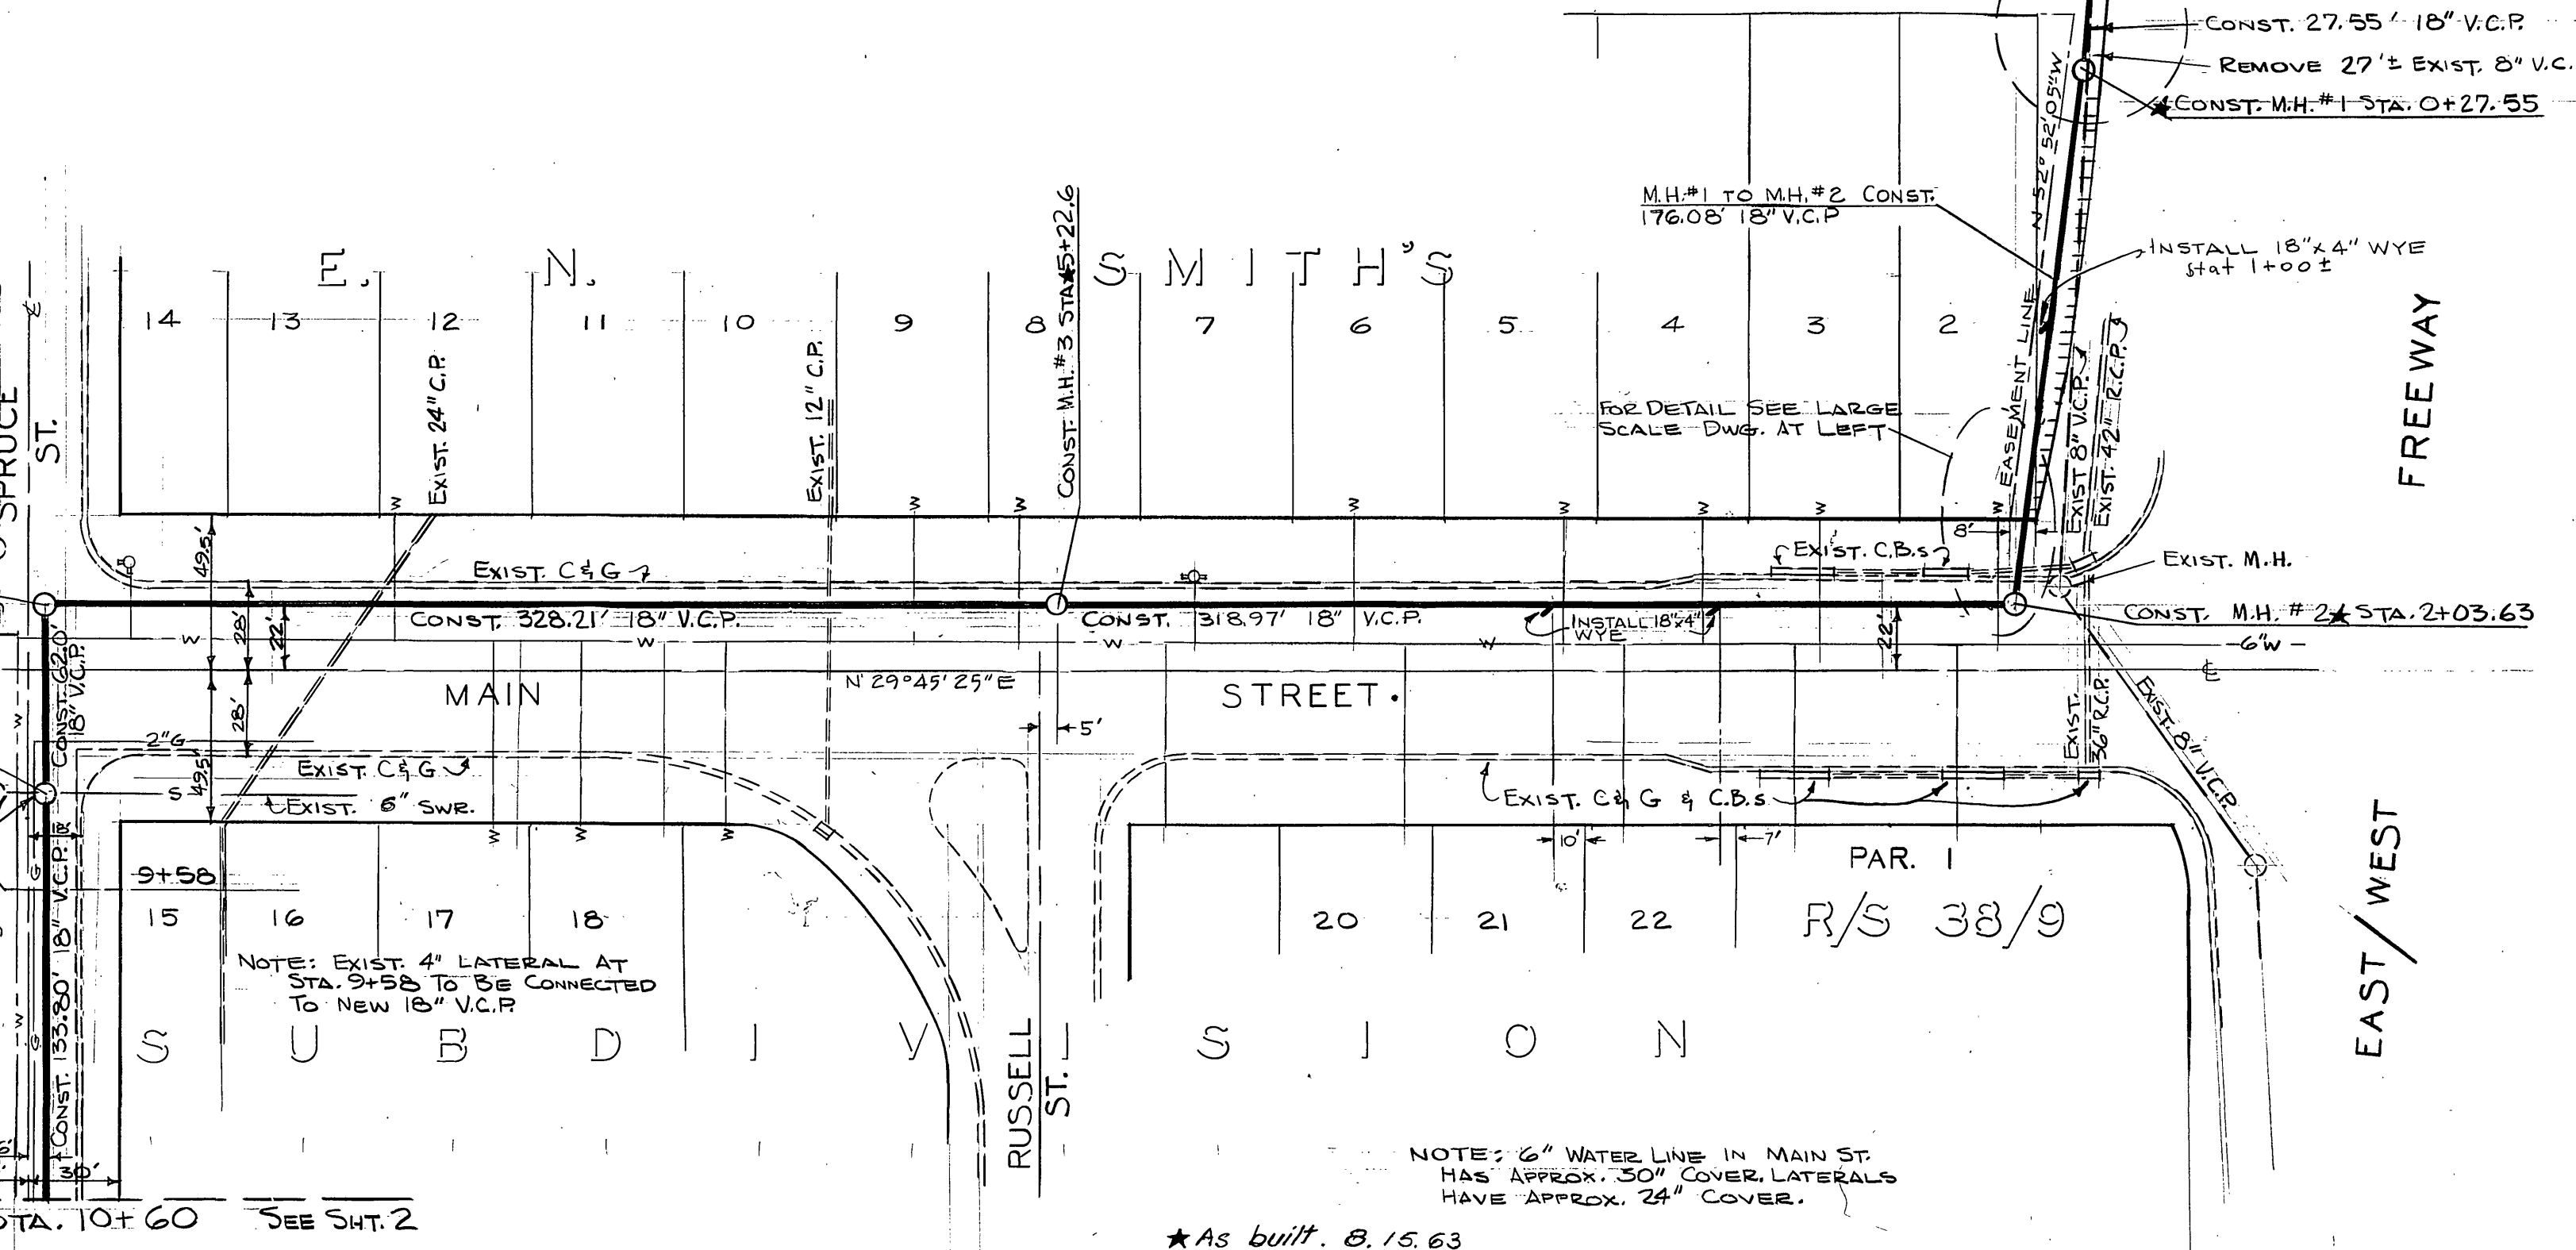 CONST. 27.55' 18" V.C.P.
REMOVE 27'± EXIST. 8" V.C.
★CONST. M.H. #1 STA. 0+27.55
N 52° 52' 05" W
M.H.#1 TO M.H.#2 CONST.
176.08' 18" V.C.P
INSTALL 18"x4" WYE
stat 1+00±
E. N. SMITH'S
14 13 12 11 10 9 8 7 6 5 4 3 2
SPRUCE
ST.
℄
EXIST. 24" C.P.
EXIST. 12" C.P.
CONST. M.H. #3 STA★5+22.6
FOR DETAIL SEE LARGE
SCALE DWG. AT LEFT
EASEMENT LINE
EXIST 8" V.C.P.
EXIST. 42" R.C.P.
FREEWAY
W W W W W W W W
49.5'
8'
EXIST. C & G
EXIST. C.B.s
EXIST. M.H.
CONST. 328.21' 18" V.C.P.
CONST. 318.97' 18" V.C.P.
INSTALL 18"x4"
WYE
CONST. M.H. #2★STA. 2+03.63
28'
22'
22'
W W W W
6"W
℄
CONST. 62.0'
18" V.C.P.
MAIN
N 29° 45' 25" E
STREET.
28'
49.5'
5'
2" G
EXIST. C & G
S
EXIST. 6" SWR.
EXIST. C & G & C.B.s
EXIST.
36" R.C.P.
EXIST. 8" V.C.P.
W W W
10'
7'
9+58
PAR. 1
R/S 38/9
15 16 17 18 20 21 22
EAST/WEST
NOTE: EXIST. 4" LATERAL AT
STA. 9+58 TO BE CONNECTED
TO NEW 18" V.C.P.
CONST. 133.80' 18" V.C.P.
W
W
G
G
SUBDIVISION
RUSSELL
ST.
30'
NOTE: 6" WATER LINE IN MAIN ST.
HAS APPROX. 30" COVER. LATERALS
HAVE APPROX. 24" COVER.
STA. 10+60 SEE SHT. 2
★As built. 8.15.63